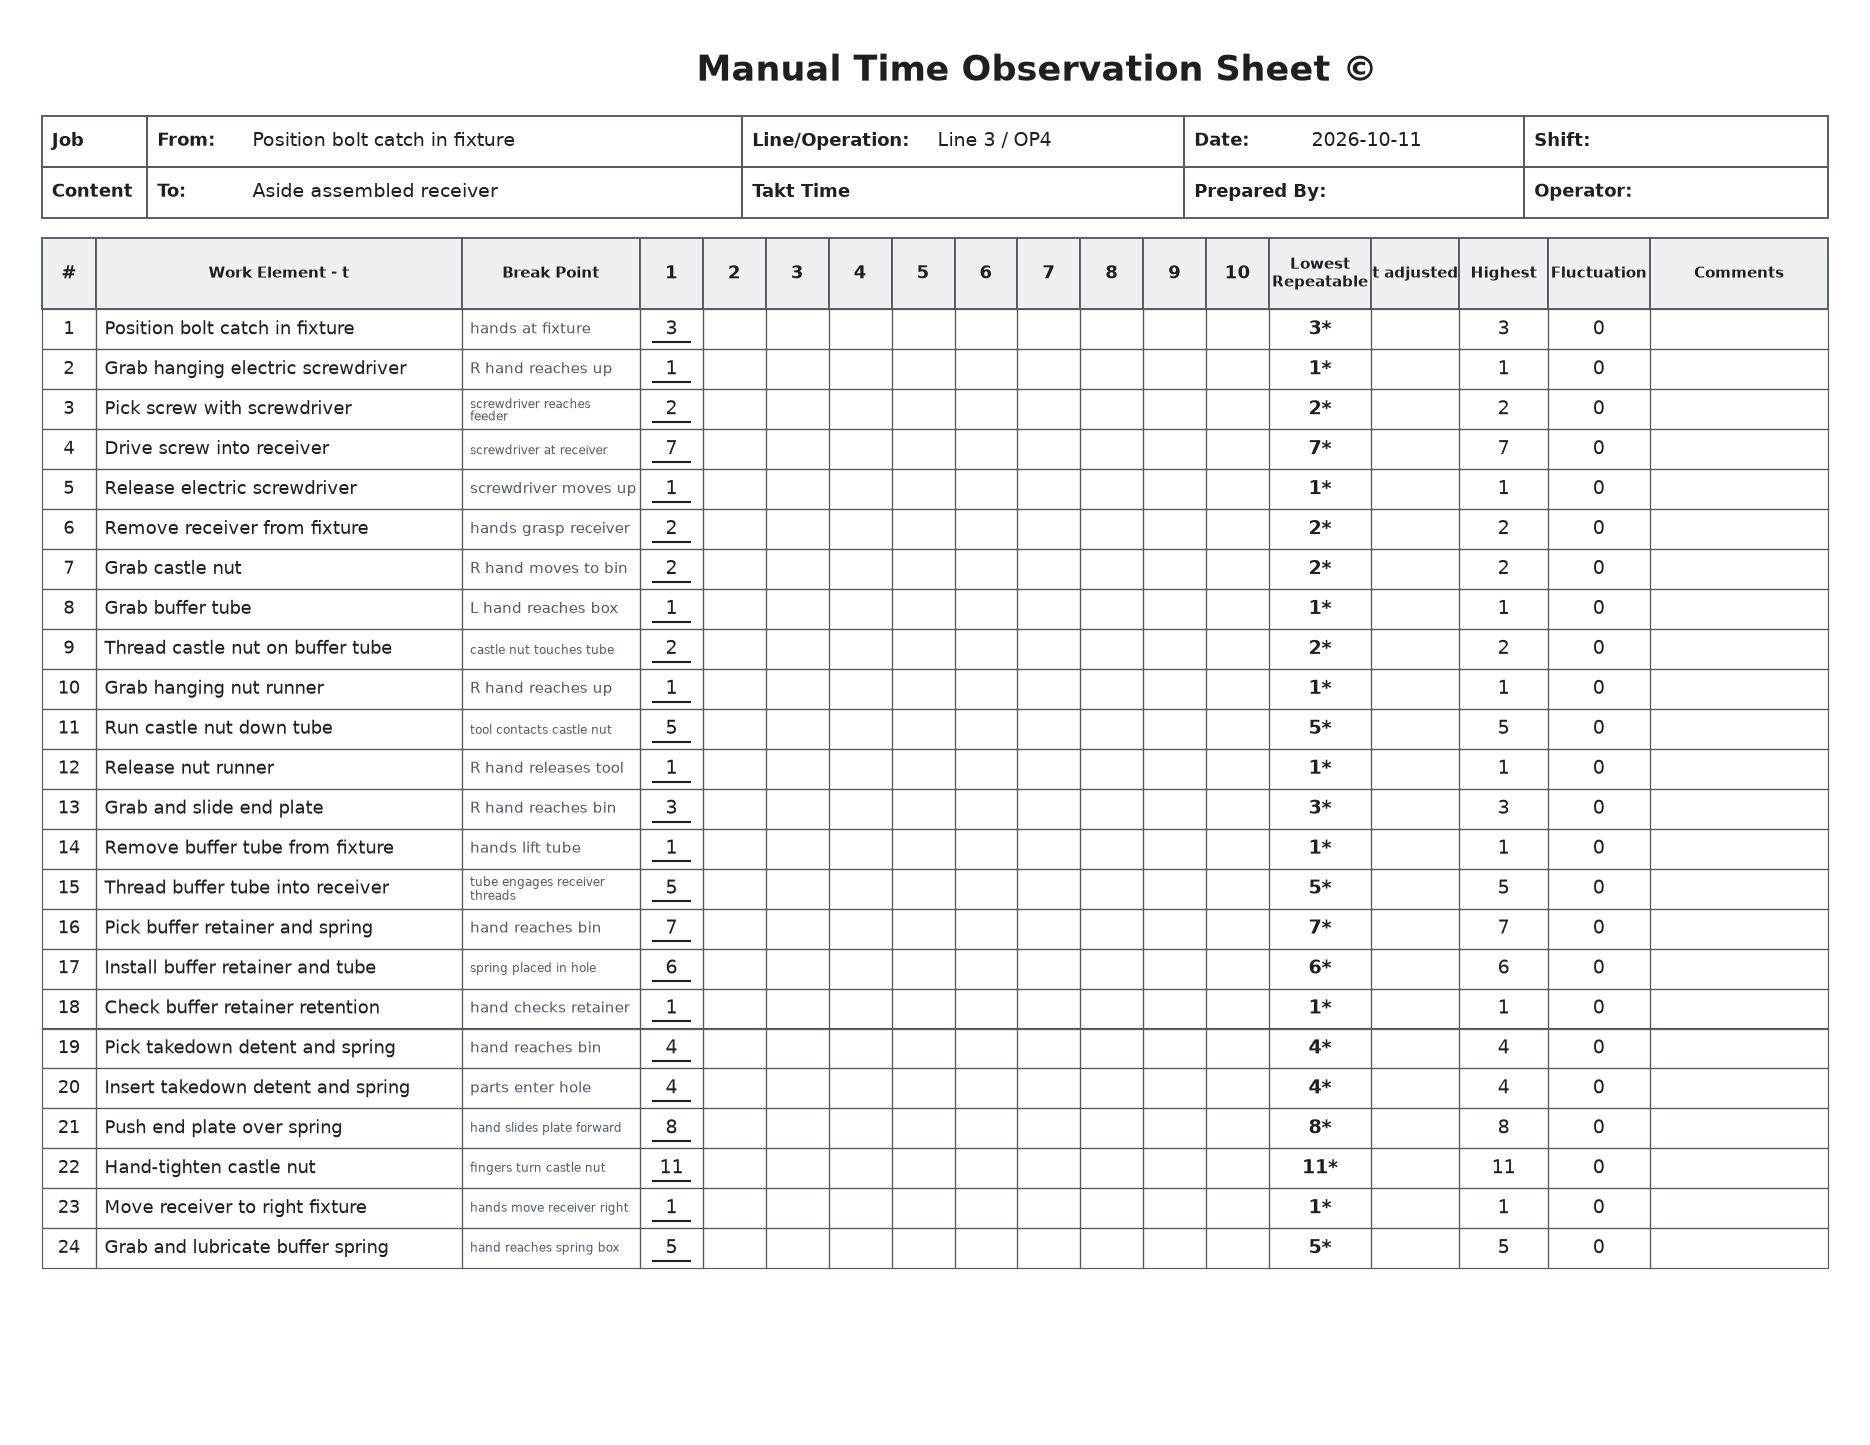 Manual Time Observation Sheet ©
Job From: Position bolt catch in fixture Line/Operation: Line 3 / OP4 Date: 2026-10-11 Shift:
Content To: Aside assembled receiver Takt Time Prepared By: Operator:
# Work Element - t Break Point 1 2 3 4 5 6 7 8 9 10 Lowest Repeatable t adjusted Highest Fluctuation Comments
1 Position bolt catch in fixture hands at fixture 3 3* 3 0
2 Grab hanging electric screwdriver R hand reaches up 1 1* 1 0
3 Pick screw with screwdriver screwdriver reaches feeder 2 2* 2 0
4 Drive screw into receiver screwdriver at receiver 7 7* 7 0
5 Release electric screwdriver screwdriver moves up 1 1* 1 0
6 Remove receiver from fixture hands grasp receiver 2 2* 2 0
7 Grab castle nut R hand moves to bin 2 2* 2 0
8 Grab buffer tube L hand reaches box 1 1* 1 0
9 Thread castle nut on buffer tube castle nut touches tube 2 2* 2 0
10 Grab hanging nut runner R hand reaches up 1 1* 1 0
11 Run castle nut down tube tool contacts castle nut 5 5* 5 0
12 Release nut runner R hand releases tool 1 1* 1 0
13 Grab and slide end plate R hand reaches bin 3 3* 3 0
14 Remove buffer tube from fixture hands lift tube 1 1* 1 0
15 Thread buffer tube into receiver tube engages receiver threads 5 5* 5 0
16 Pick buffer retainer and spring hand reaches bin 7 7* 7 0
17 Install buffer retainer and tube spring placed in hole 6 6* 6 0
18 Check buffer retainer retention hand checks retainer 1 1* 1 0
19 Pick takedown detent and spring hand reaches bin 4 4* 4 0
20 Insert takedown detent and spring parts enter hole 4 4* 4 0
21 Push end plate over spring hand slides plate forward 8 8* 8 0
22 Hand-tighten castle nut fingers turn castle nut 11 11* 11 0
23 Move receiver to right fixture hands move receiver right 1 1* 1 0
24 Grab and lubricate buffer spring hand reaches spring box 5 5* 5 0